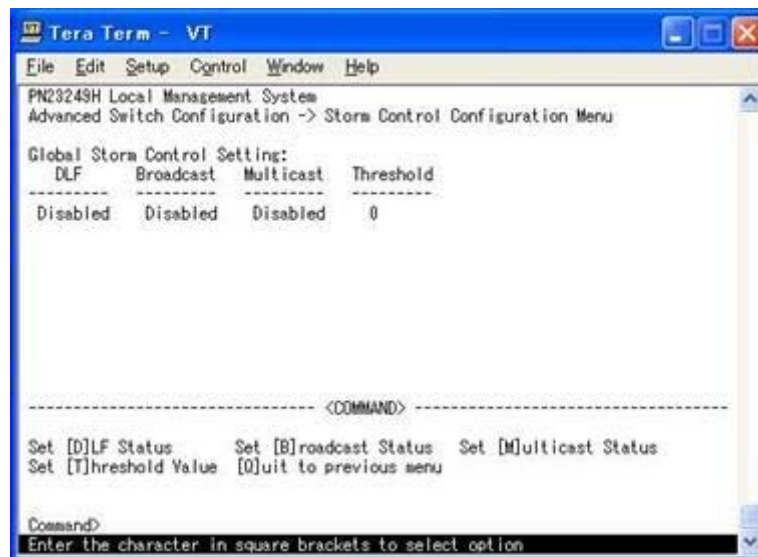 Tera Term - VT
File Edit Setup Control Window Help
PN23249H Local Management System
Advanced Switch Configuration -> Storm Control Configuration Menu
Global Storm Control Setting:
DLF Broadcast Multicast Threshold
--------- --------- --------- ---------
Disabled Disabled Disabled 0
------------------------------- <COMMAND> ----------------------------------
Set [D]LF Status Set [B]roadcast Status Set [M]ulticast Status
Set [T]hreshold Value [Q]uit to previous menu
Command>
Enter the character in square brackets to select option